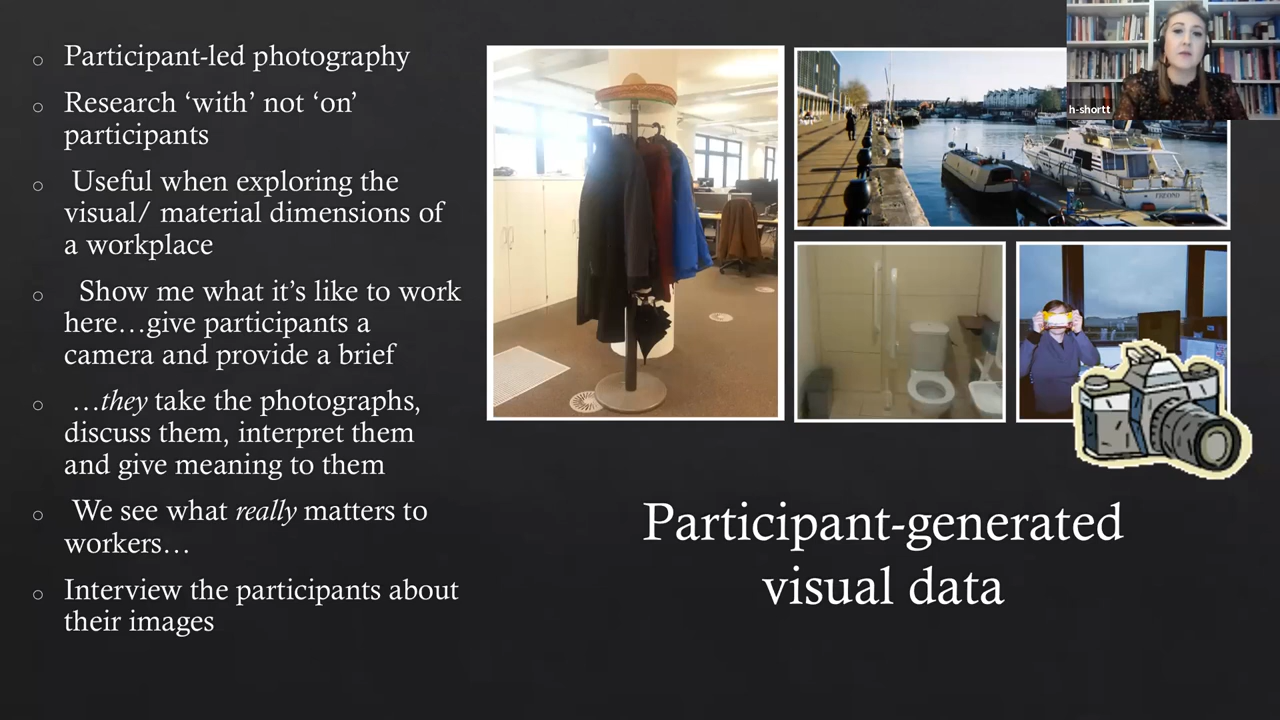 Participant-led photography
Research ‘with’ not ‘on’
participants
Useful when exploring the
visual/ material dimensions of
a workplace
Show me what it’s like to work
here…give participants a
camera and provide a brief
…they take the photographs,
discuss them, interpret them
and give meaning to them
We see what really matters to
workers…
Interview the participants about
their images
h-shortt
Participant-generated
visual data